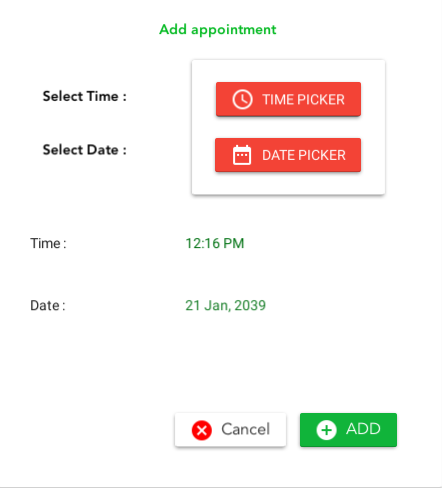 Add appointment
Select Time :
TIME PICKER
Select Date :
DATE PICKER
Time :
12:16 PM
Date :
21 Jan, 2039
Cancel
ADD